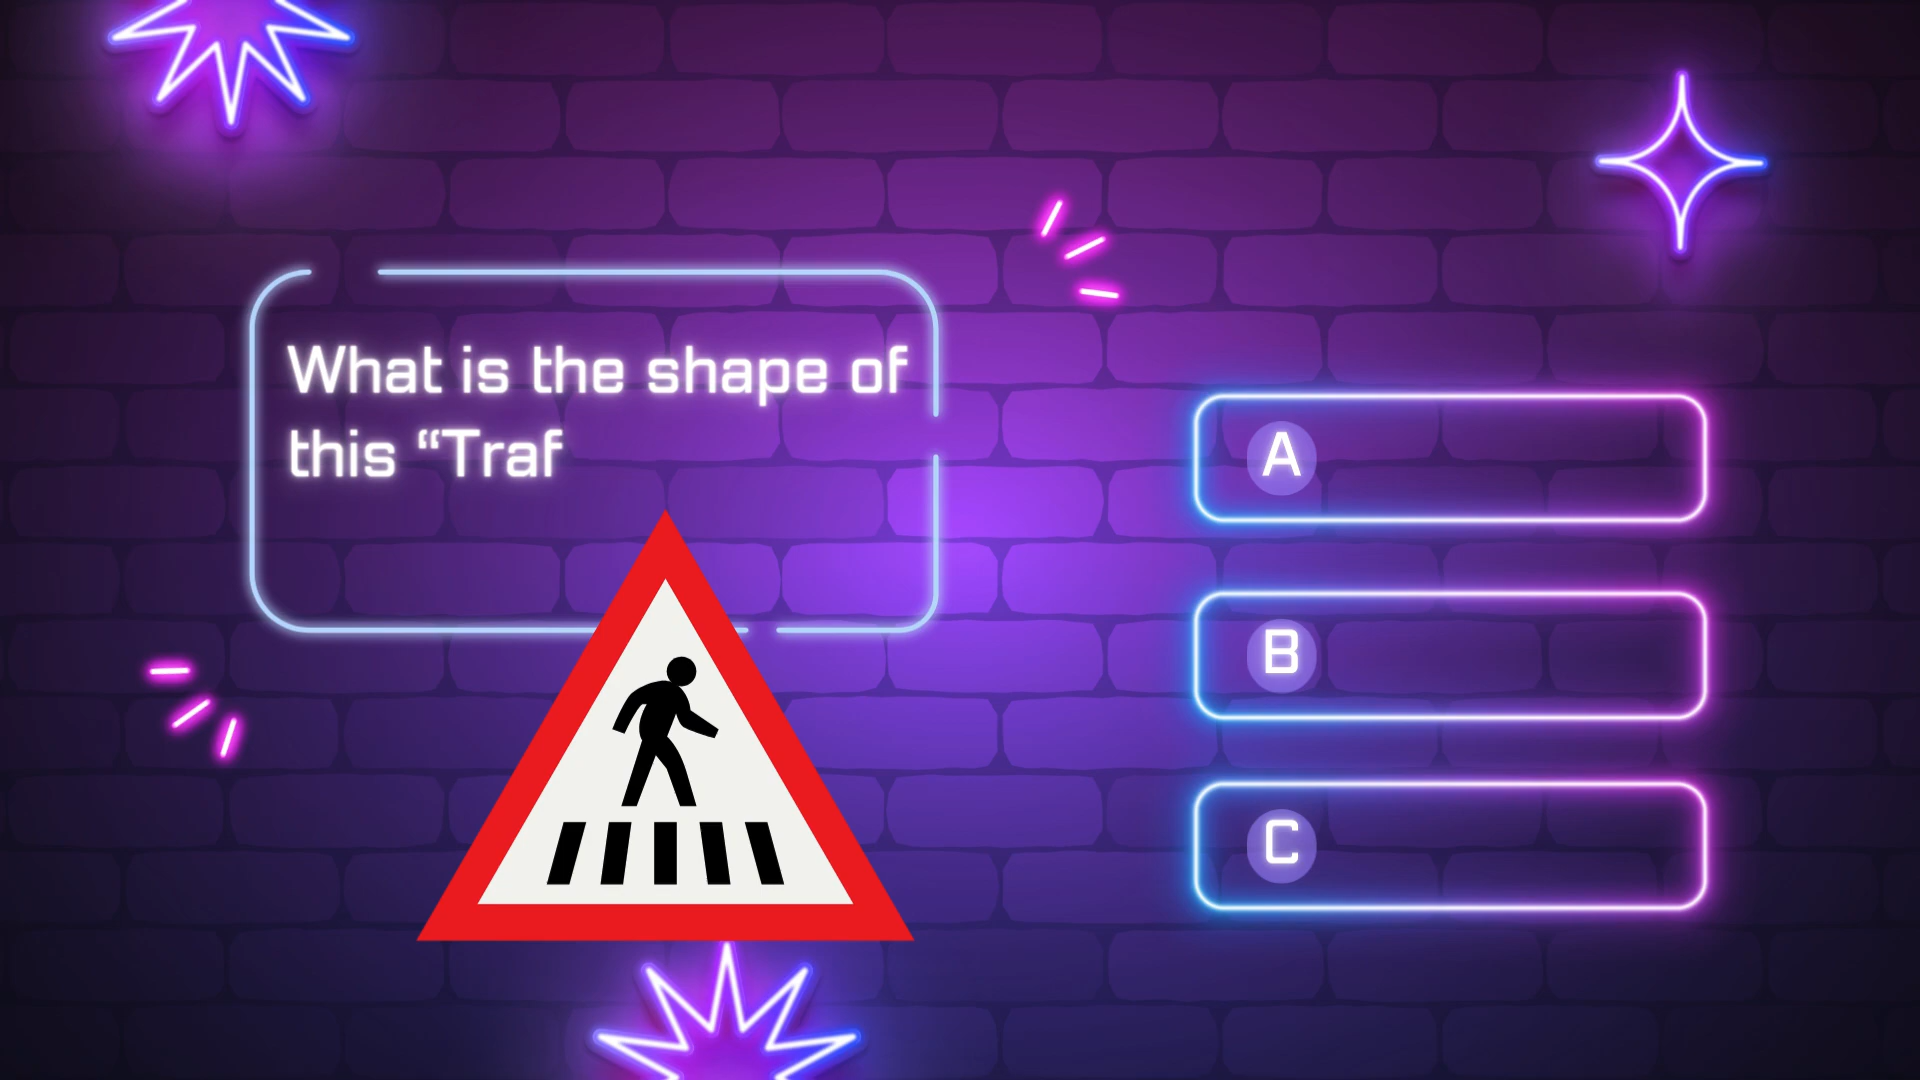 What is the shape of
this “Traf
A
B
C